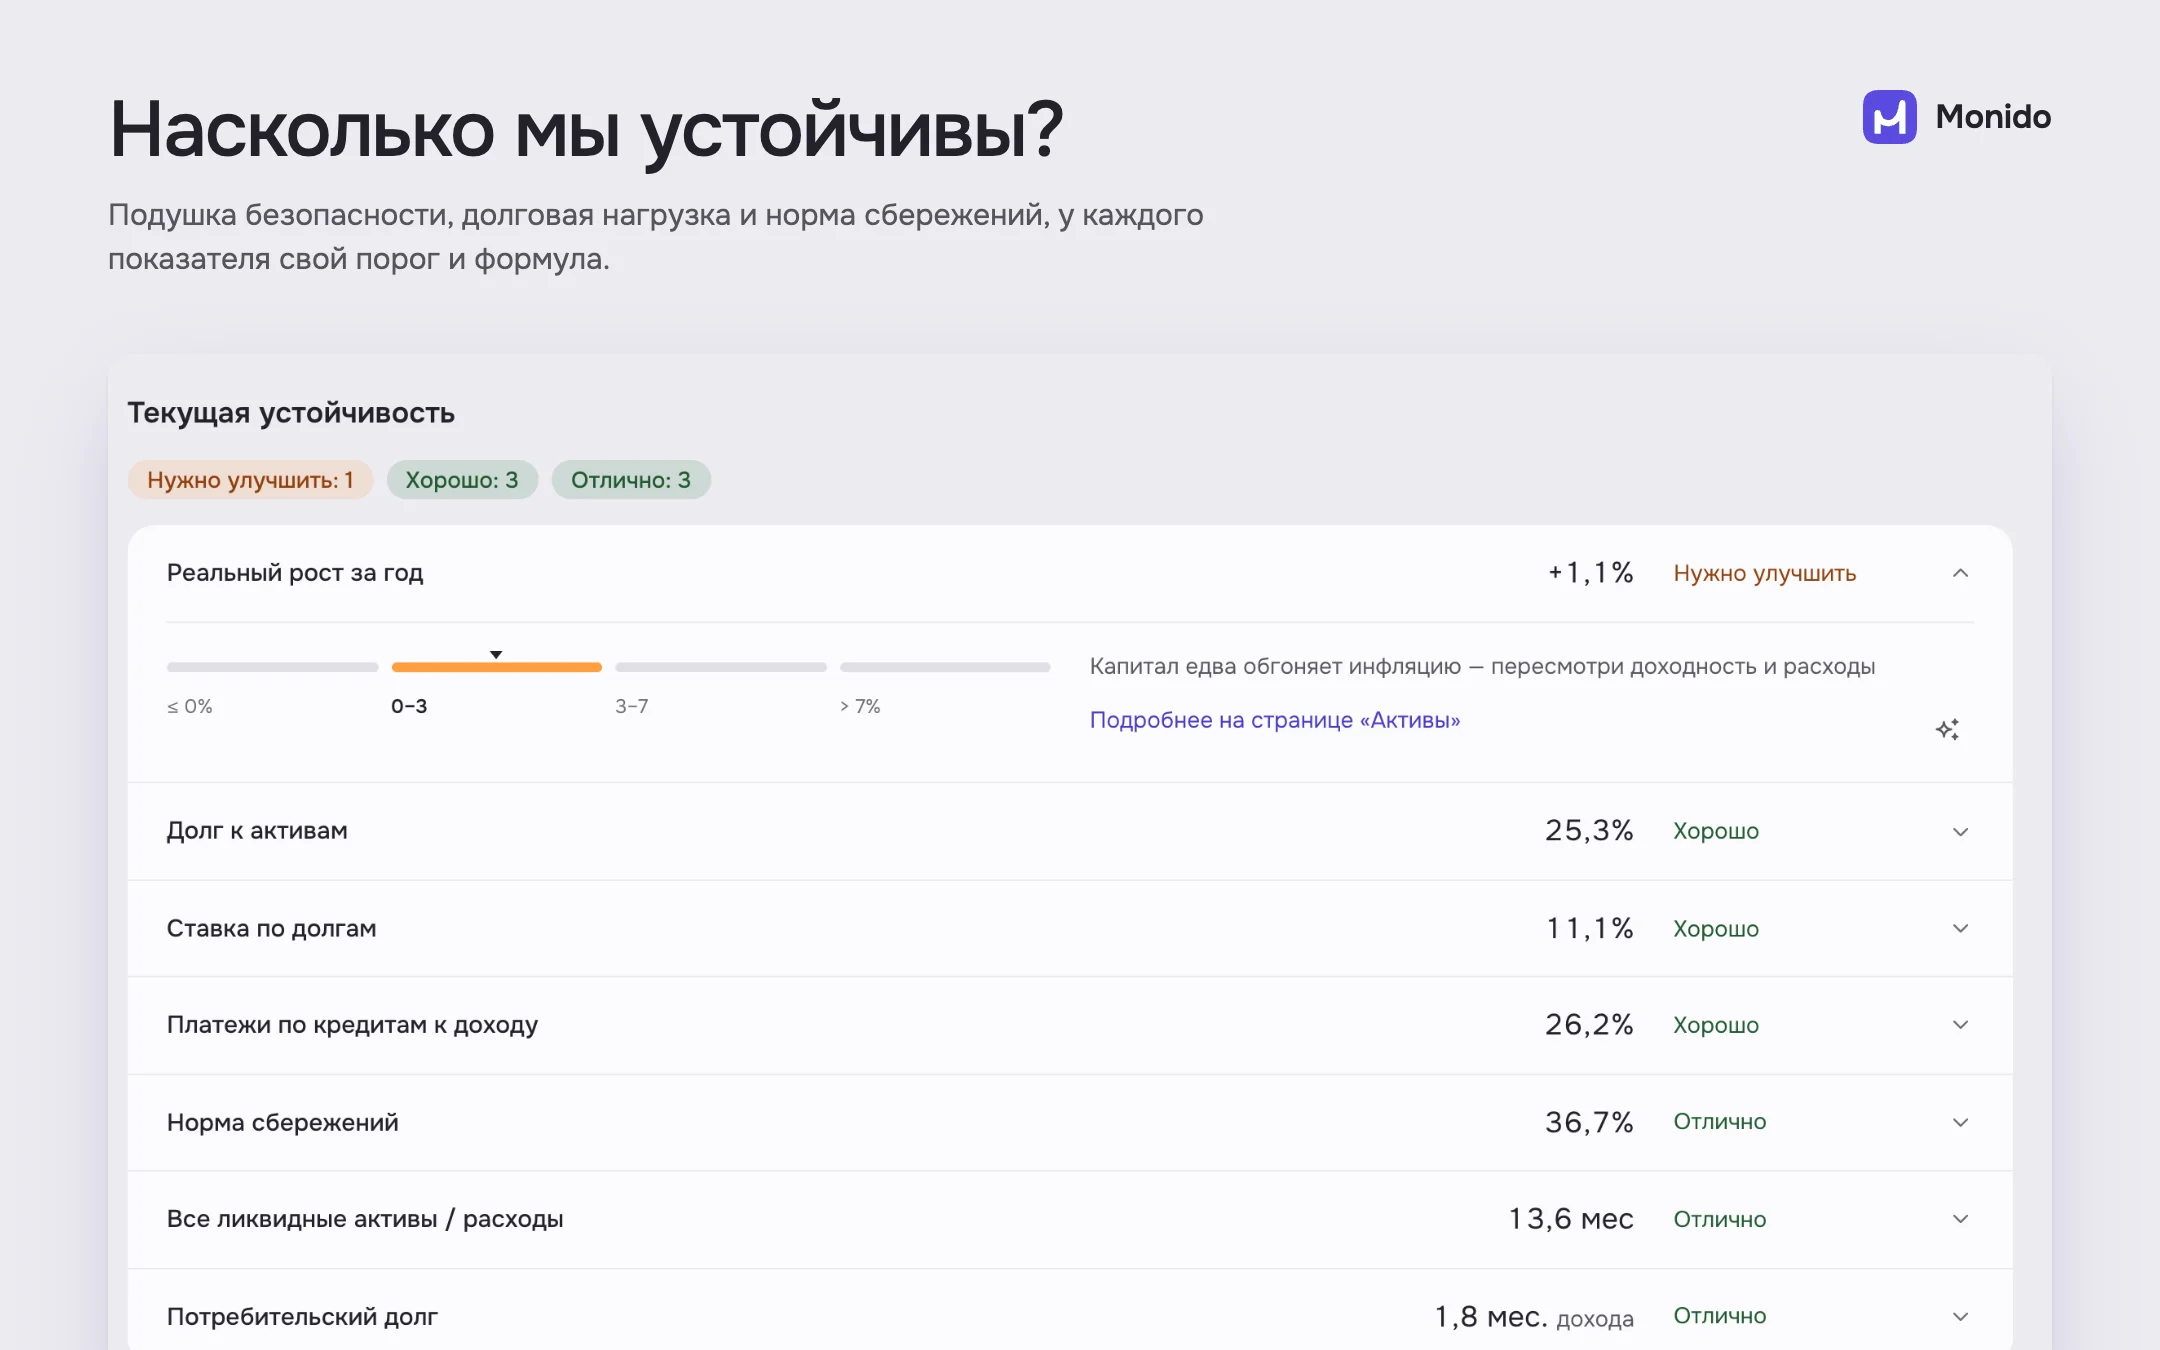 Насколько мы устойчивы?
Monido
Подушка безопасности, долговая нагрузка и норма сбережений, у каждого
показателя свой порог и формула.
Текущая устойчивость
Нужно улучшить: 1
Хорошо: 3
Отлично: 3
Реальный рост за год
+1,1%
Нужно улучшить
≤ 0%
0–3
3–7
> 7%
Капитал едва обгоняет инфляцию — пересмотри доходность и расходы
Подробнее на странице «Активы»
Долг к активам
25,3%
Хорошо
Ставка по долгам
11,1%
Хорошо
Платежи по кредитам к доходу
26,2%
Хорошо
Норма сбережений
36,7%
Отлично
Все ликвидные активы / расходы
13,6 мес
Отлично
Потребительский долг
1,8 мес. дохода
Отлично